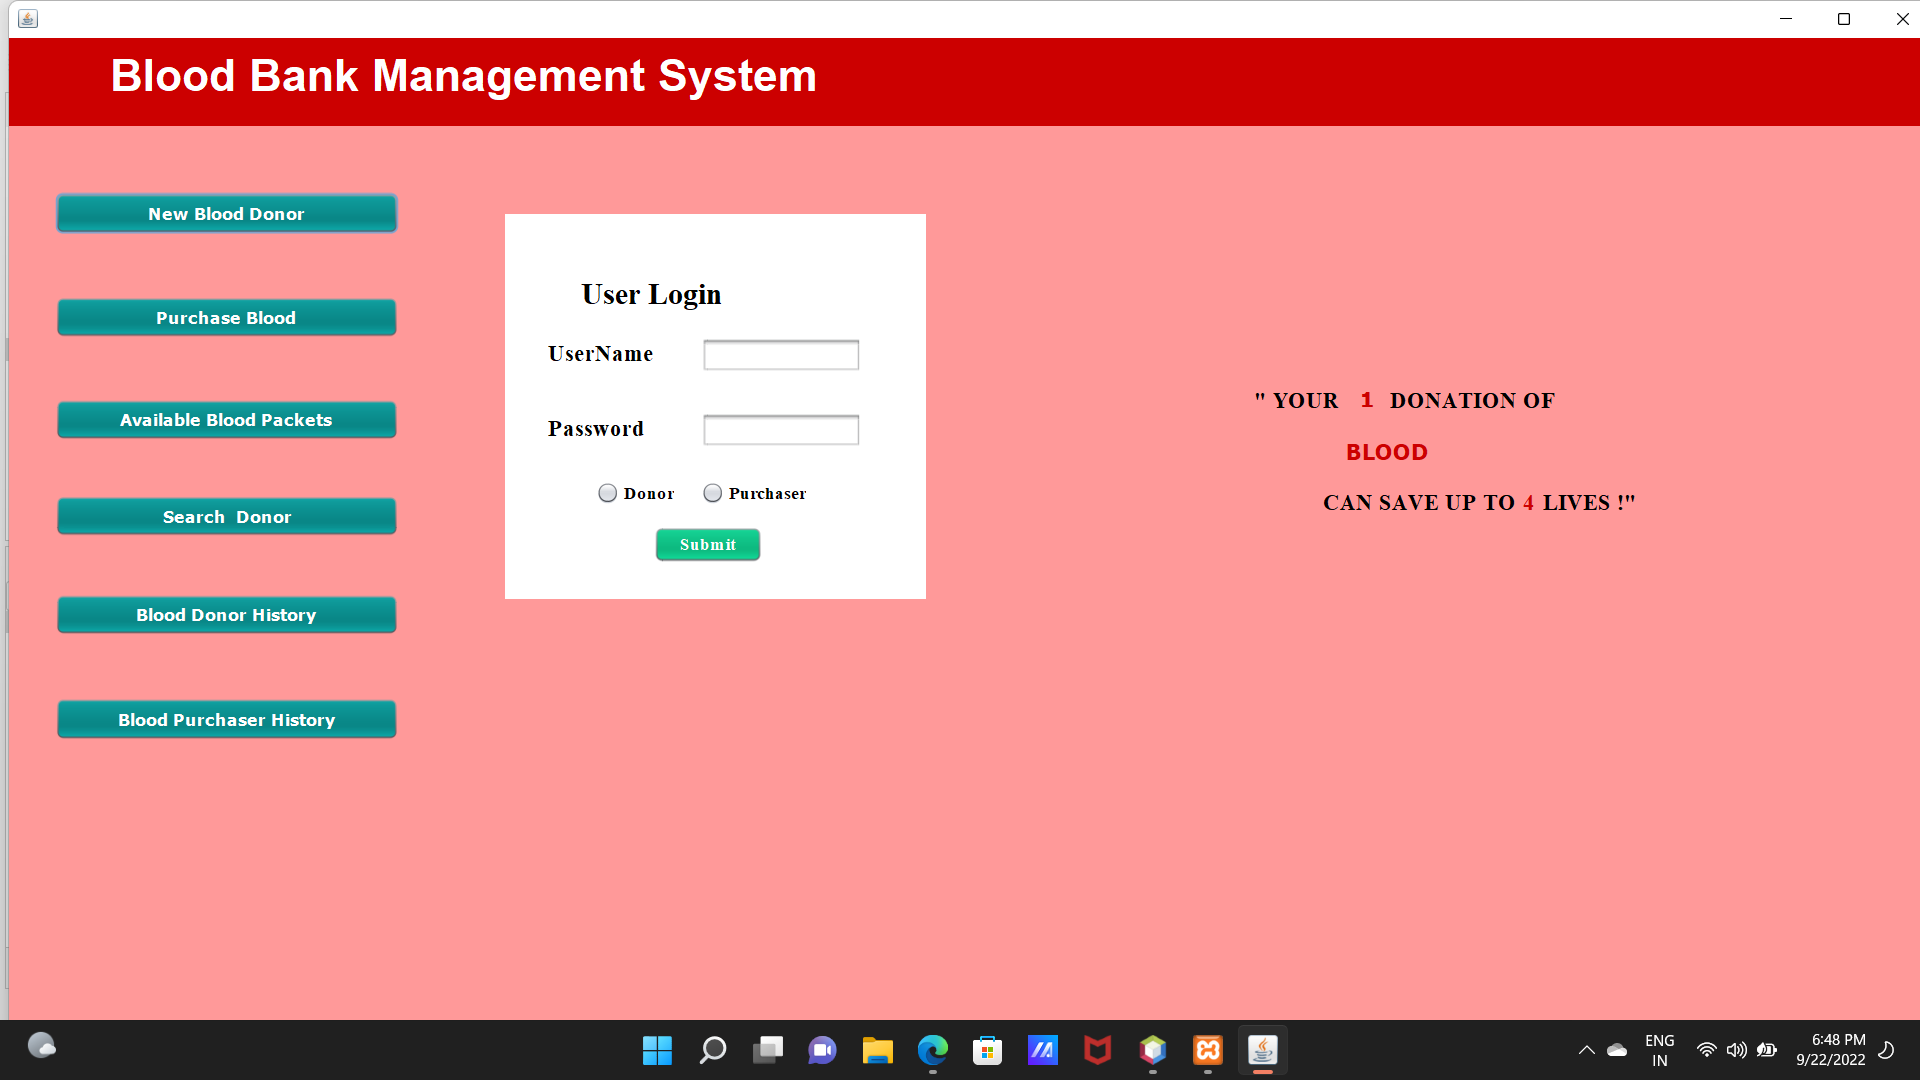 Blood Bank Management System
New Blood Donor
Purchase Blood
Available Blood Packets
Search  Donor
Blood Donor History
Blood Purchaser History
User Login
UserName
Password
Donor Purchaser
Submit
" YOUR 1 DONATION OF
BLOOD
CAN SAVE UP TO 4 LIVES !"
ENG
IN
6:48 PM
9/22/2022